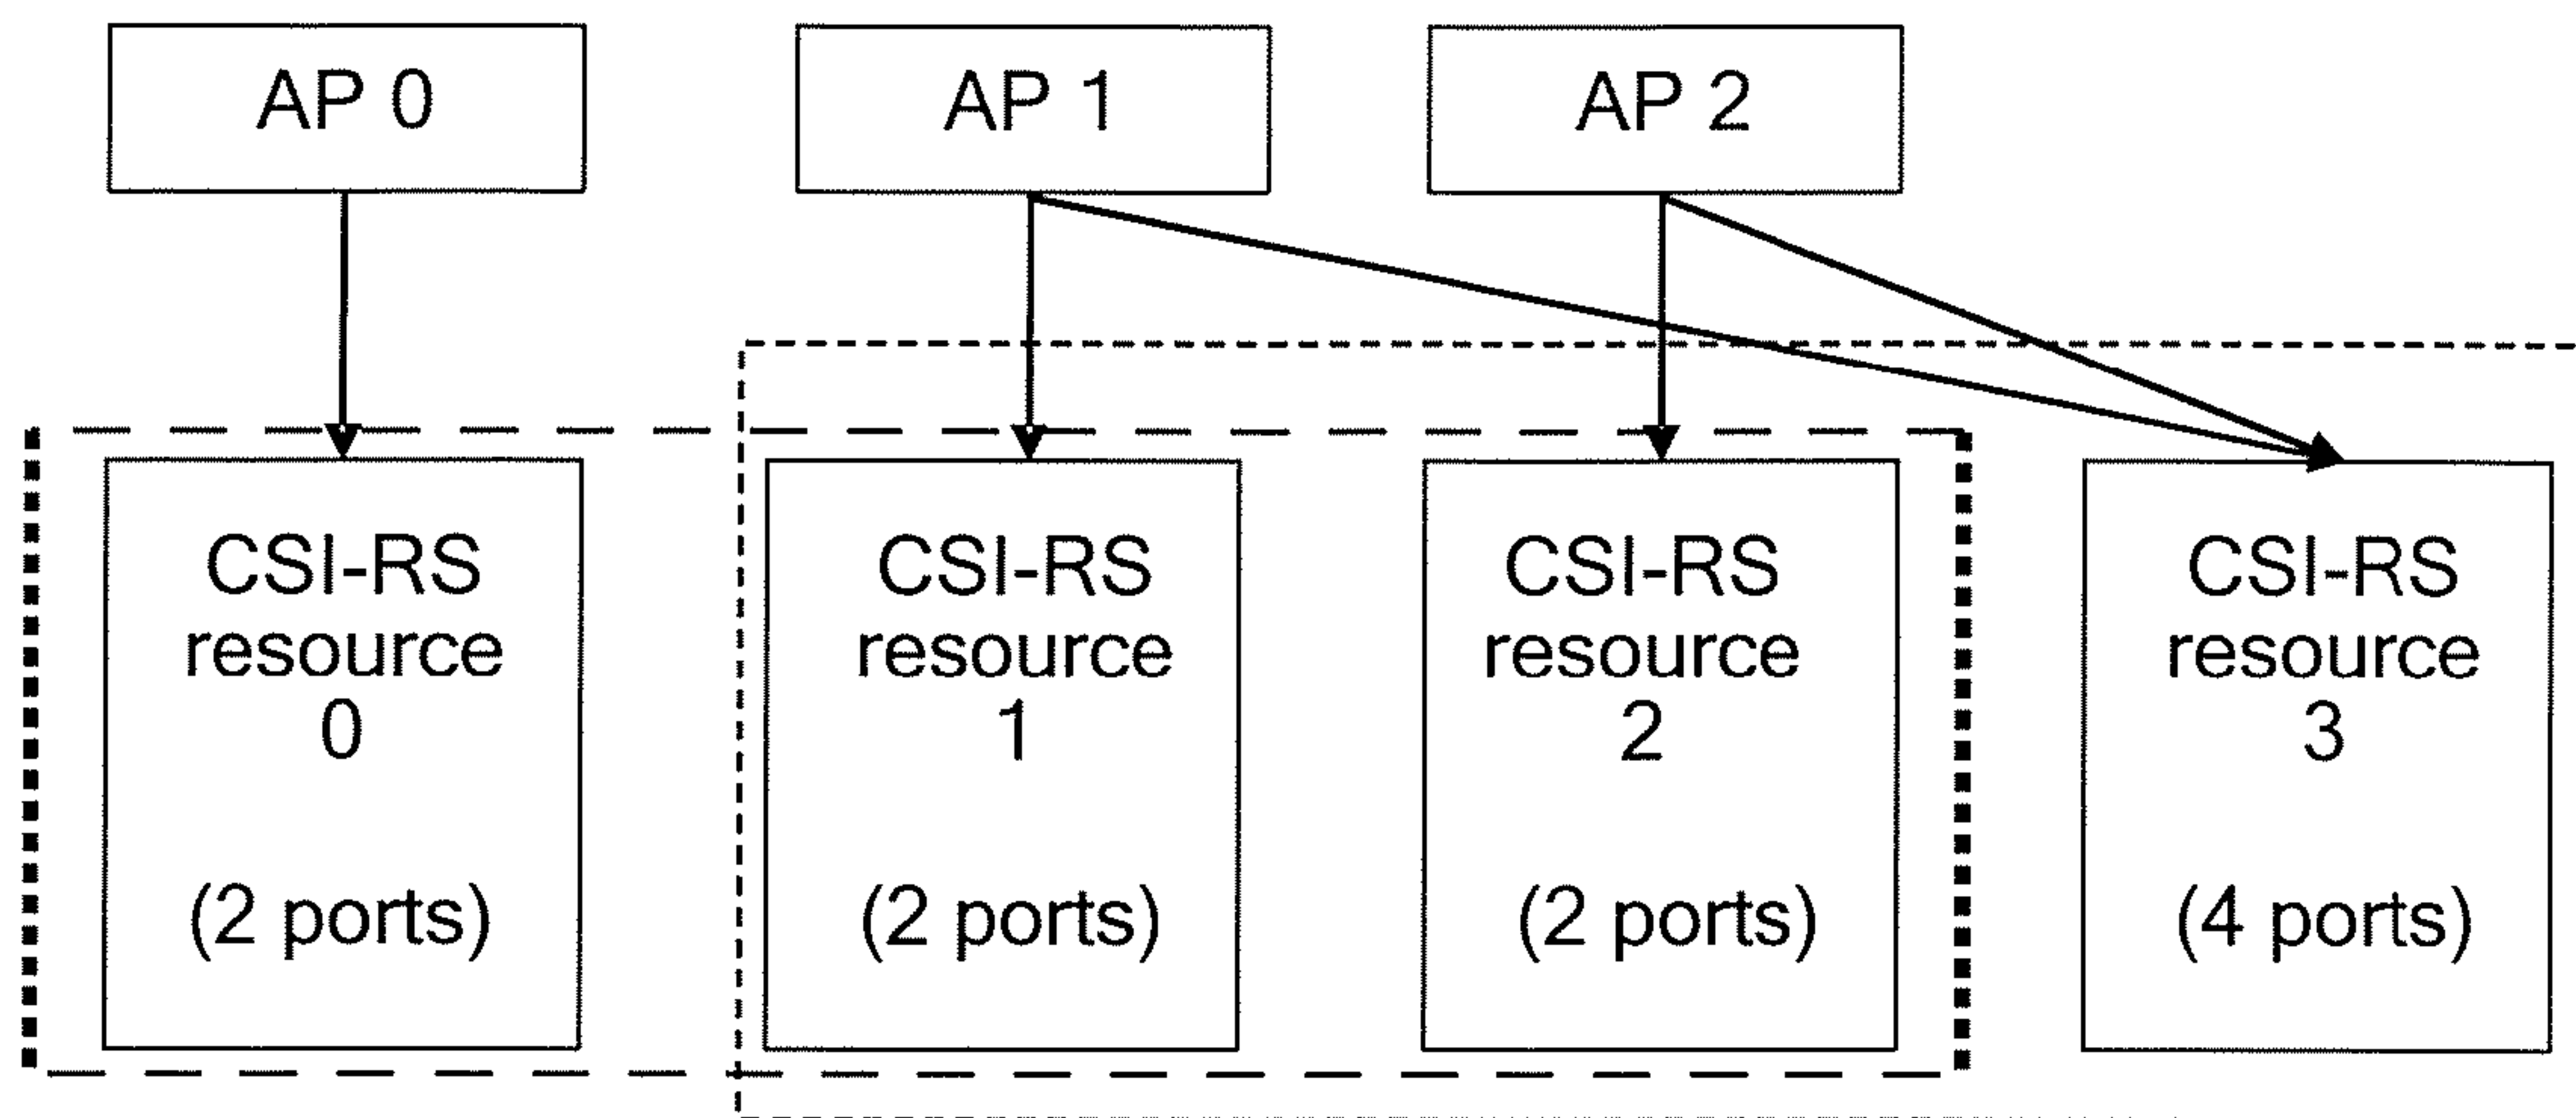 AP 0
AP 1
AP 2
CSI-RS
resource
0
(2 ports)
CSI-RS
resource
1
(2 ports)
CSI-RS
resource
2
(2 ports)
CSI-RS
resource
3
(4 ports)